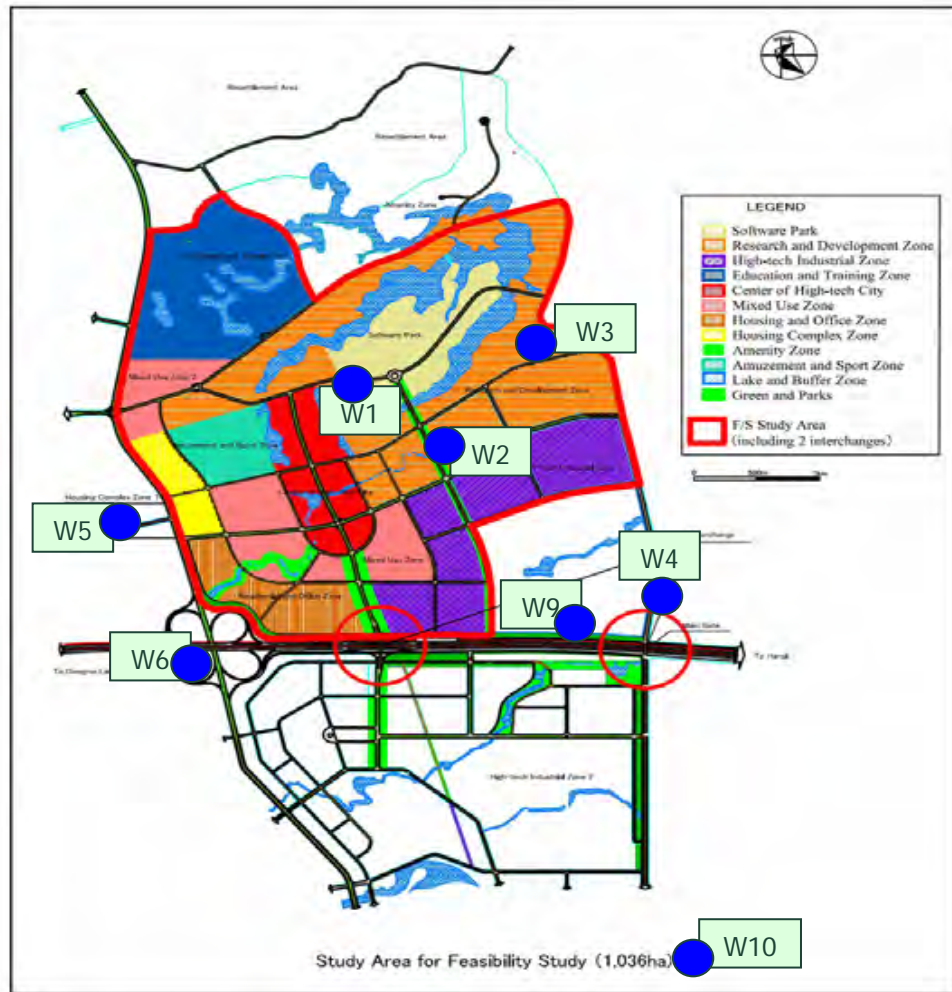 Resettlement Area
Resettlement Area
Amenity Zone
LEGEND
Software Park
Research and Development Zone
High-tech Industrial Zone
Education and Training Zone
Center of High-tech City
Mixed Use Zone
Housing and Office Zone
Housing Complex Zone
Amenity Zone
Amuzement and Sport Zone
Lake and Buffer Zone
Green and Parks
F/S Study Area
(including 2 interchanges)
Software Park
W3
W1
W2
Mixed Use Zone 2
Housing Complex Zone
W5
Mixed Use Zone
W4
W9
Main Gate
W6
To Hanoi
High-tech Industrial Zone 2
W10
Study Area for Feasibility Study (1,036ha)